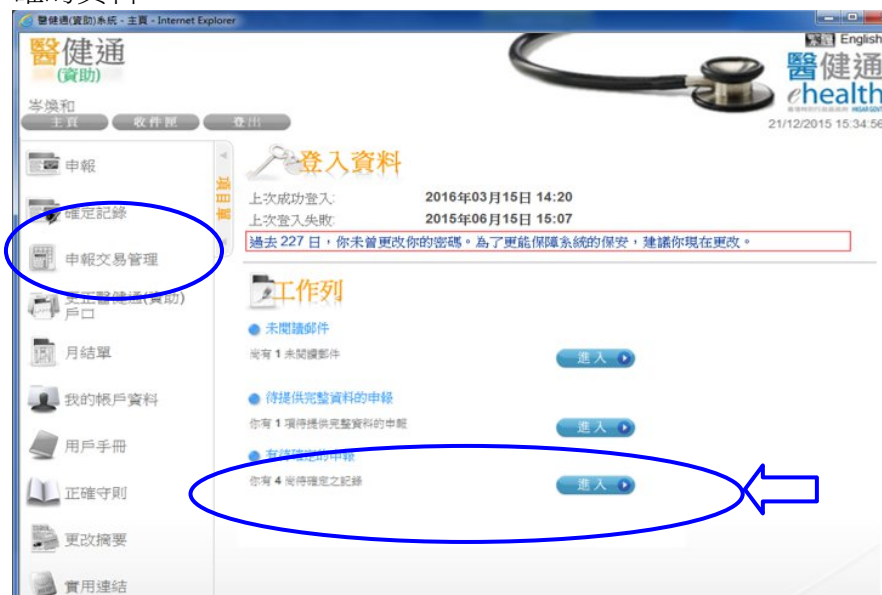 確的資料
醫健通(資助)系統 - 主頁 - Internet Explorer
醫健通
(資助)
English
醫健通
ehealth
岑煥和
主頁 收件匣 登出
21/12/2015 15:34:56
申報
確定記錄
申報交易管理
更正醫健通(資助)
戶口
月結單
我的帳戶資料
用戶手冊
正確守則
更改摘要
實用連結
項目單
登入資料
上次成功登入: 2016年03月15日 14:20
上次登入失敗: 2015年06月15日 15:07
過去 227 日,你未曾更改你的密碼。為了更能保障系統的保安,建議你現在更改。
工作列
未閱讀郵件
尚有 1 未閱讀郵件 進入
待提供完整資料的申報
你有 1 項待提供完整資料的申報 進入
有待確定的申報
你有 4 尚待確定之記錄 進入